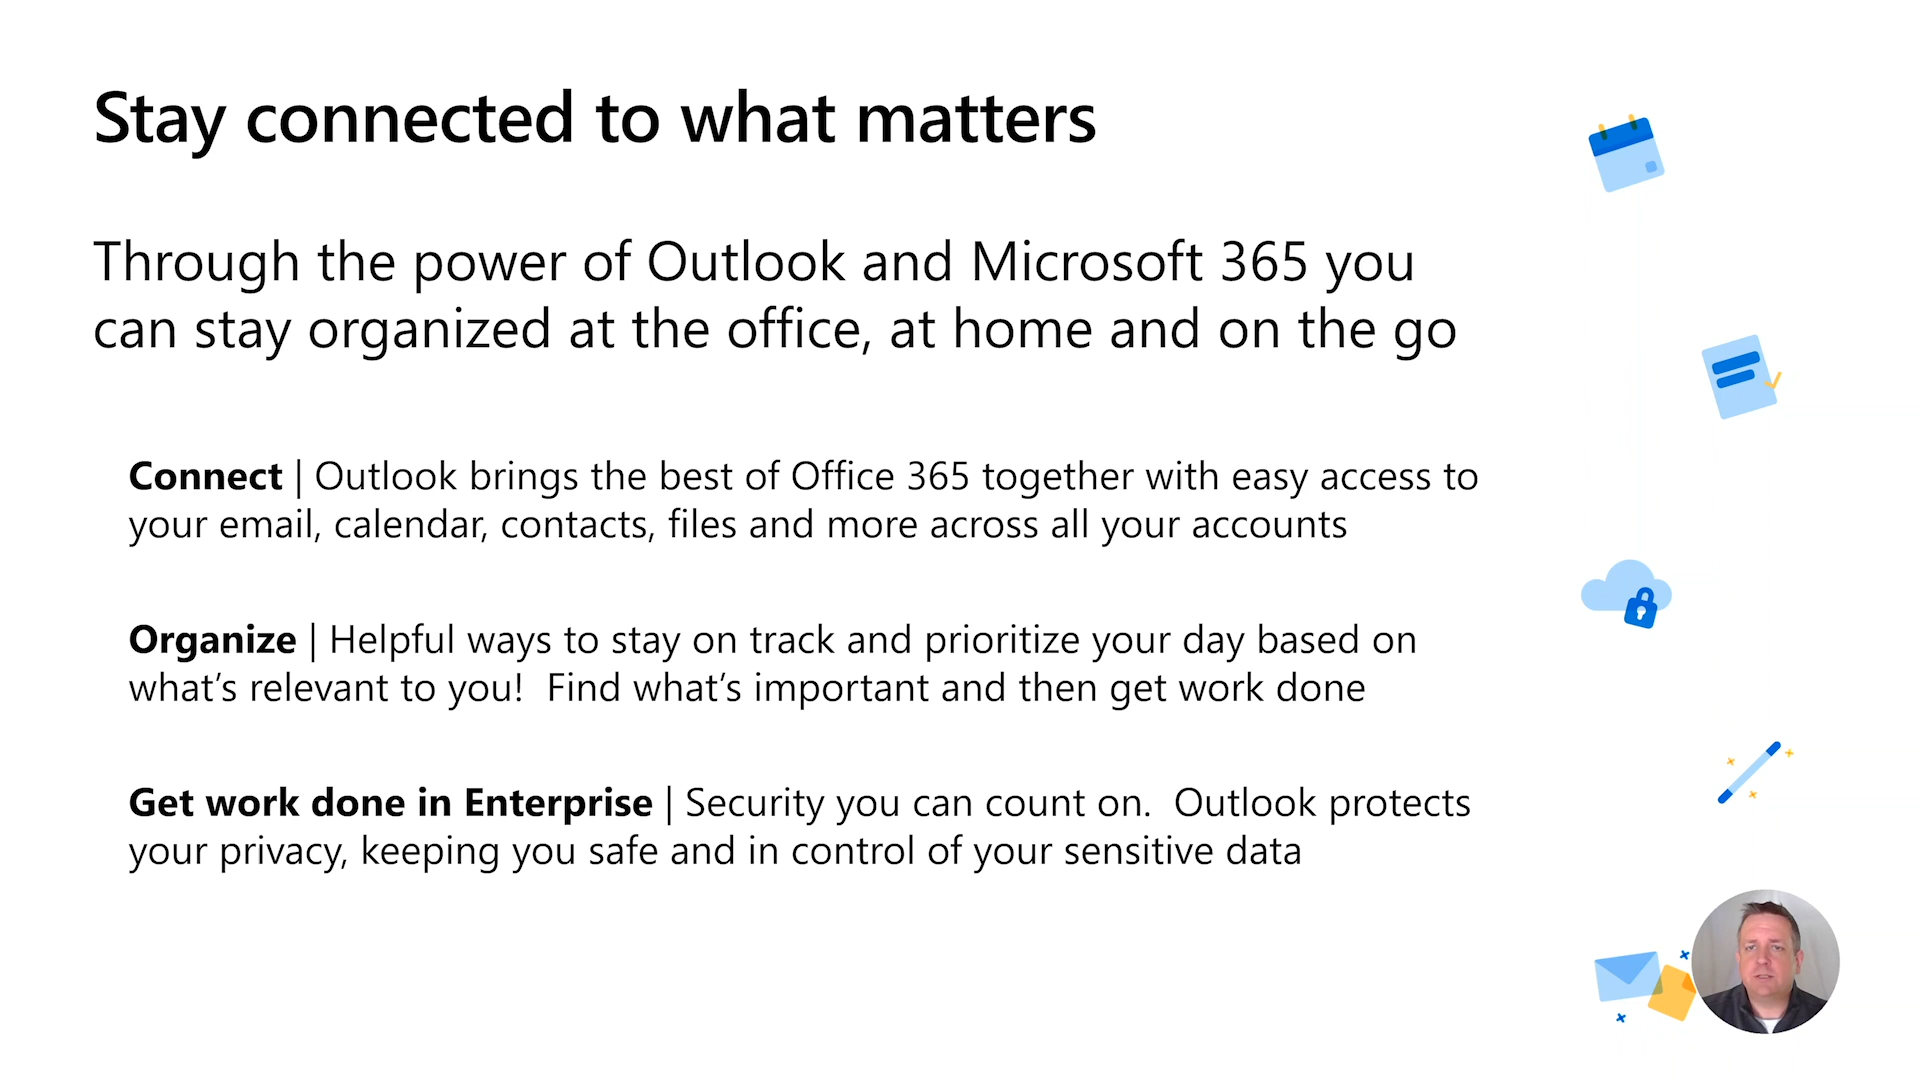 Stay connected to what matters
Through the power of Outlook and Microsoft 365 you
can stay organized at the office, at home and on the go
Connect | Outlook brings the best of Office 365 together with easy access to
your email, calendar, contacts, files and more across all your accounts
Organize | Helpful ways to stay on track and prioritize your day based on
what’s relevant to you!  Find what’s important and then get work done
Get work done in Enterprise | Security you can count on.  Outlook protects
your privacy, keeping you safe and in control of your sensitive data